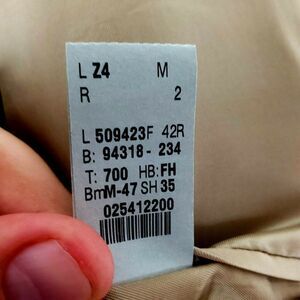 L Z4 M
R 2
L 509423F 42R
B: 94318 - 234
T: 700 HB: FH
BmM-47 SH 35
025412200